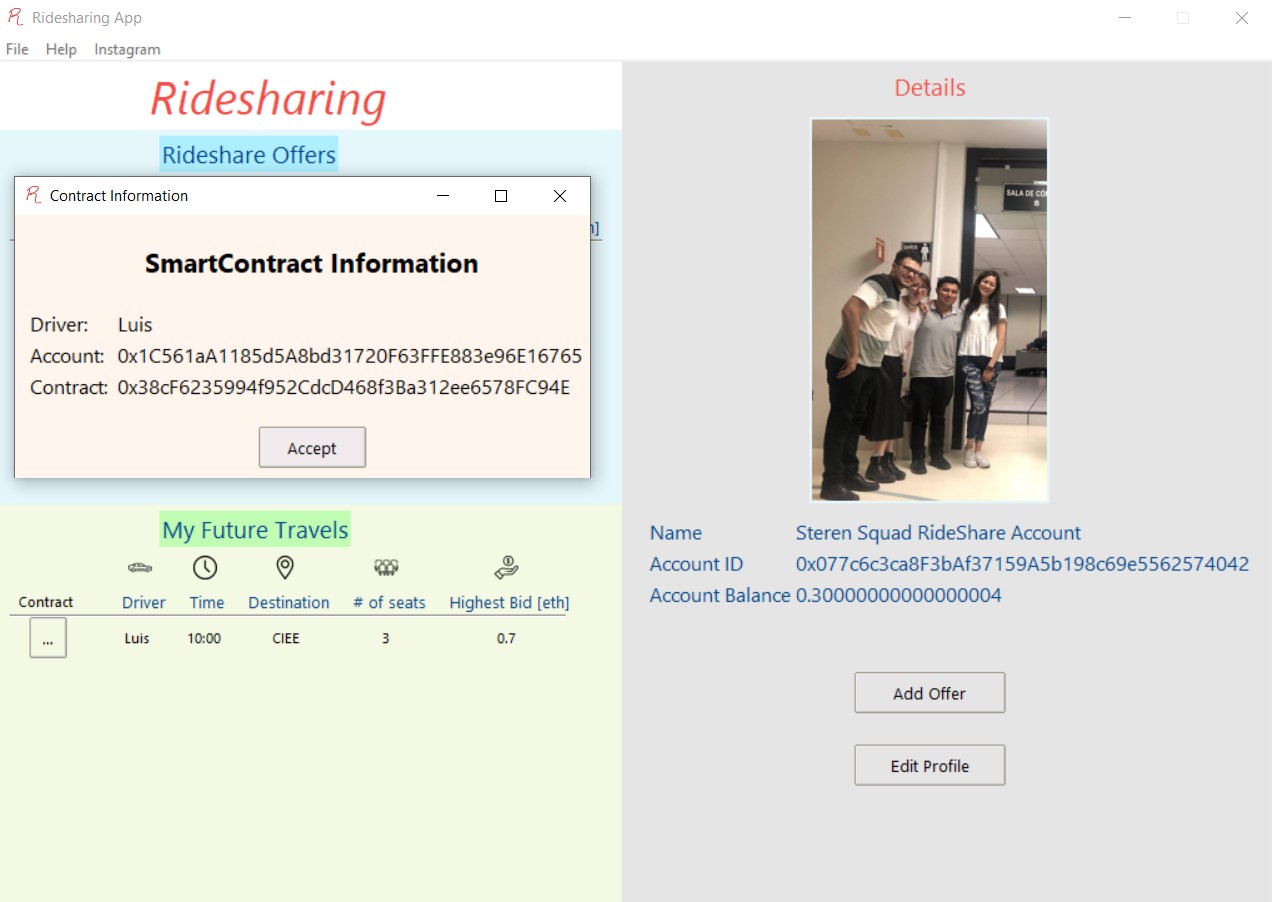 Ridesharing App
File Help Instagram
Ridesharing
Rideshare Offers
Contract Information
SmartContract Information
Driver: Luis
Account: 0x1C561aA1185d5A8bd31720F63FFE883e96E16765
Contract: 0x38cF6235994f952CdcD468f3Ba312ee6578FC94E
Accept
My Future Travels
Contract Driver Time Destination # of seats Highest Bid [eth]
... Luis 10:00 CIEE 3 0.7
Details
SALA DE
B
Name Steren Squad RideShare Account
Account ID 0x077c6c3ca8F3bAf37159A5b198c69e5562574042
Account Balance 0.30000000000000004
Add Offer
Edit Profile